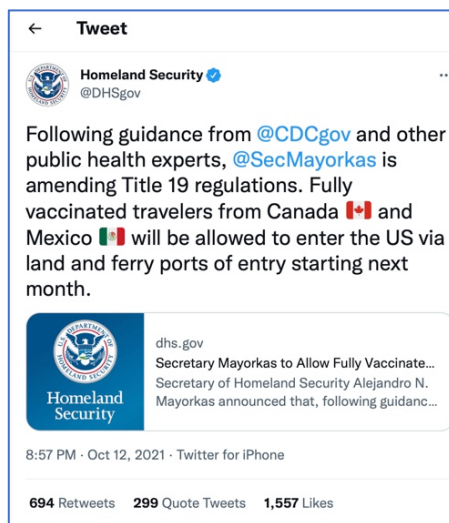 ← Tweet
Homeland Security
@DHSgov
Following guidance from @CDCgov and other
public health experts, @SecMayorkas is
amending Title 19 regulations. Fully
vaccinated travelers from Canada 🇨🇦 and
Mexico 🇲🇽 will be allowed to enter the US via
land and ferry ports of entry starting next
month.
U.S. DEPARTMENT OF
HOMELAND SECURITY
Homeland
Security
dhs.gov
Secretary Mayorkas to Allow Fully Vaccinate...
Secretary of Homeland Security Alejandro N.
Mayorkas announced that, following guidanc...
8:57 PM · Oct 12, 2021 · Twitter for iPhone
694 Retweets 299 Quote Tweets 1,557 Likes